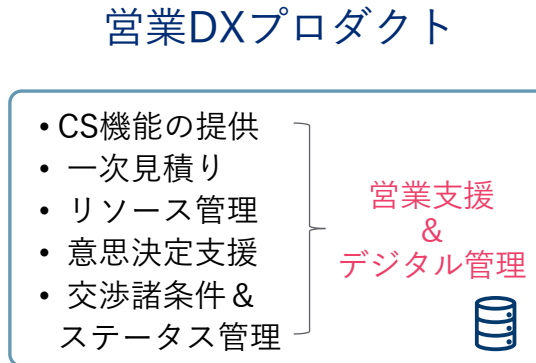 営業DXプロダクト
• CS機能の提供
• 一次見積り
• リソース管理
• 意思決定支援
• 交渉諸条件＆
ステータス管理
営業支援
&
デジタル管理